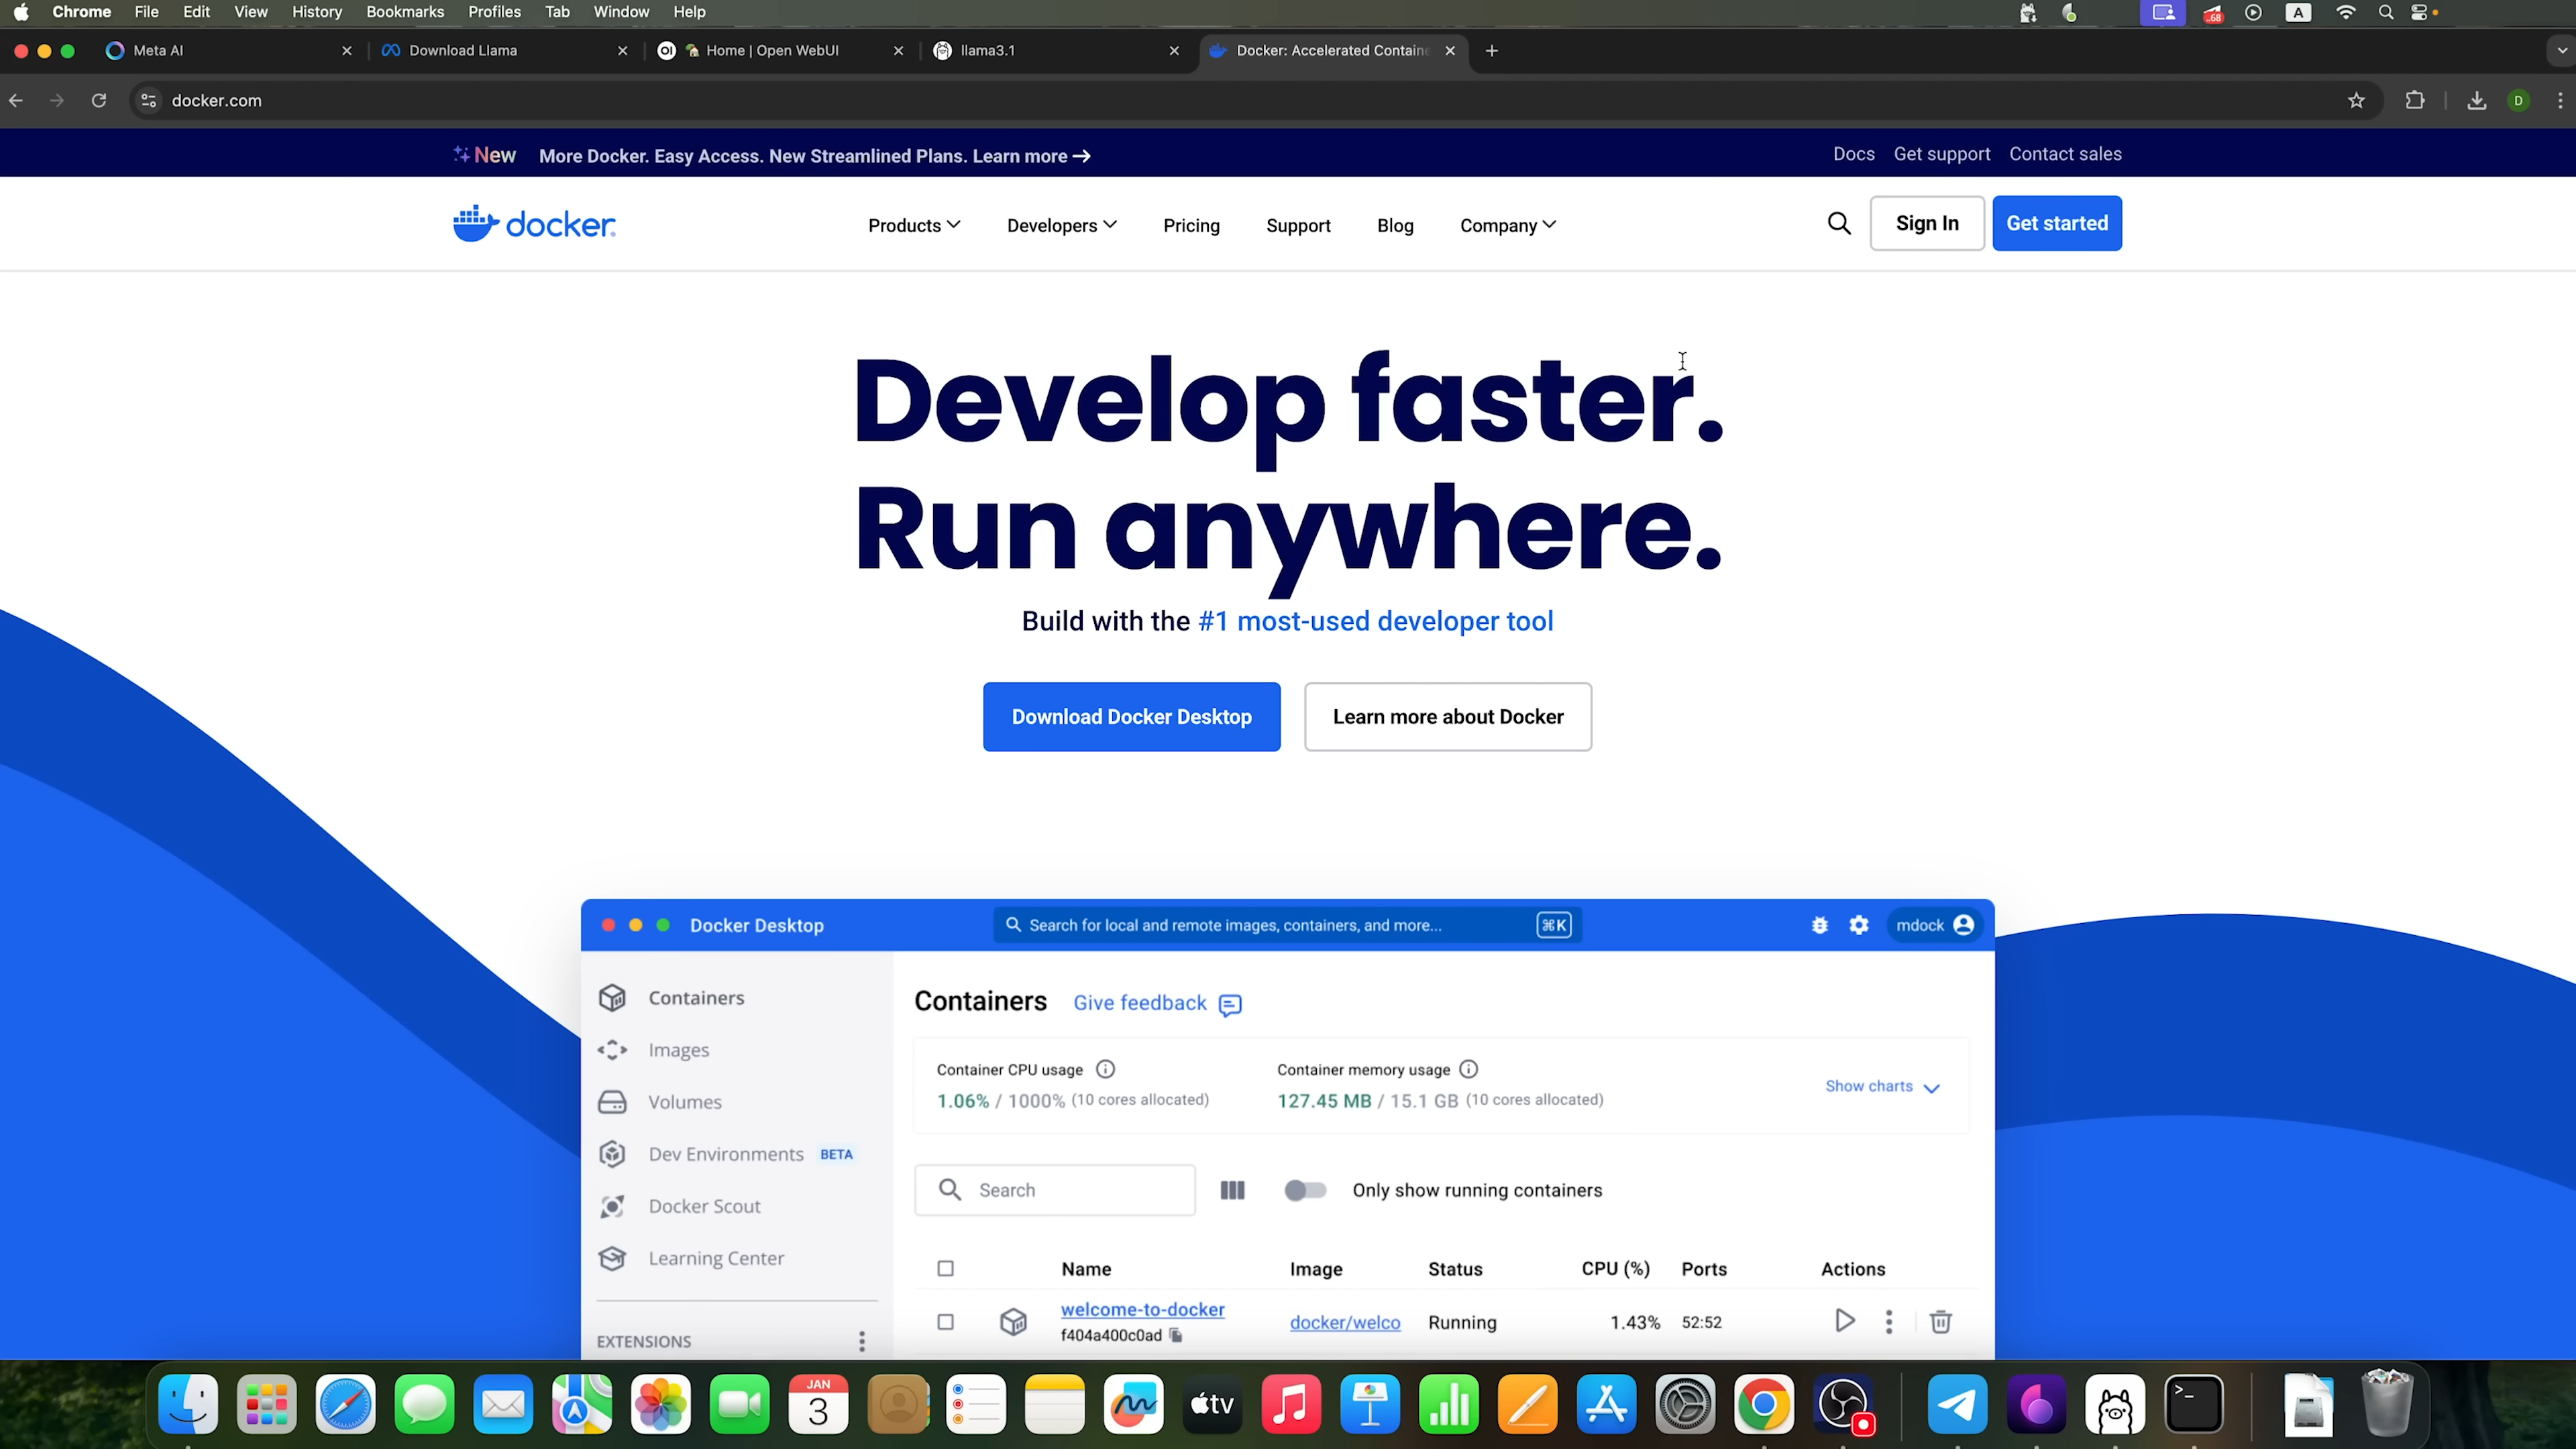 Chrome File Edit View History Bookmarks Profiles Tab Window Help
68 A
Meta AI Download Llama OI Home | Open WebUI llama3.1 Docker: Accelerated Containe
docker.com D
New More Docker. Easy Access. New Streamlined Plans. Learn more → Docs Get support Contact sales
docker Products Developers Pricing Support Blog Company Sign In Get started
Develop faster.
Run anywhere.
Build with the #1 most-used developer tool
Download Docker Desktop Learn more about Docker
Docker Desktop Search for local and remote images, containers, and more... ⌘K mdock
Containers
Images
Volumes
Dev Environments BETA
Docker Scout
Learning Center
EXTENSIONS
Containers Give feedback
Container CPU usage Container memory usage
1.06% / 1000% (10 cores allocated) 127.45 MB / 15.1 GB (10 cores allocated) Show charts
Search Only show running containers
Name Image Status CPU (%) Ports Actions
welcome-to-docker docker/welco Running 1.43% 52:52
f404a400c0ad
JAN
3
tv
>_